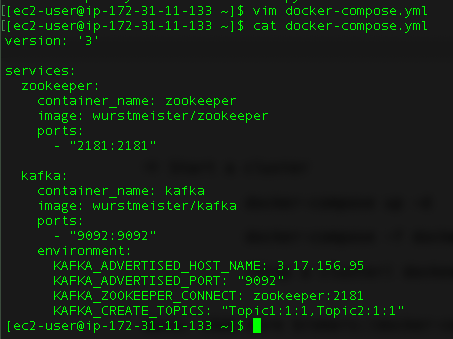 [[ec2-user@ip-172-31-11-133 ~]$ vim docker-compose.yml
[[ec2-user@ip-172-31-11-133 ~]$ cat docker-compose.yml
version: '3'
services:
zookeeper:
container_name: zookeeper
image: wurstmeister/zookeeper
ports:
- "2181:2181"
kafka:
container_name: kafka
image: wurstmeister/kafka
ports:
- "9092:9092"
environment:
KAFKA_ADVERTISED_HOST_NAME: 3.17.156.95
KAFKA_ADVERTISED_PORT: "9092"
KAFKA_ZOOKEEPER_CONNECT: zookeeper:2181
KAFKA_CREATE_TOPICS: "Topic1:1:1,Topic2:1:1"
[ec2-user@ip-172-31-11-133 ~]$